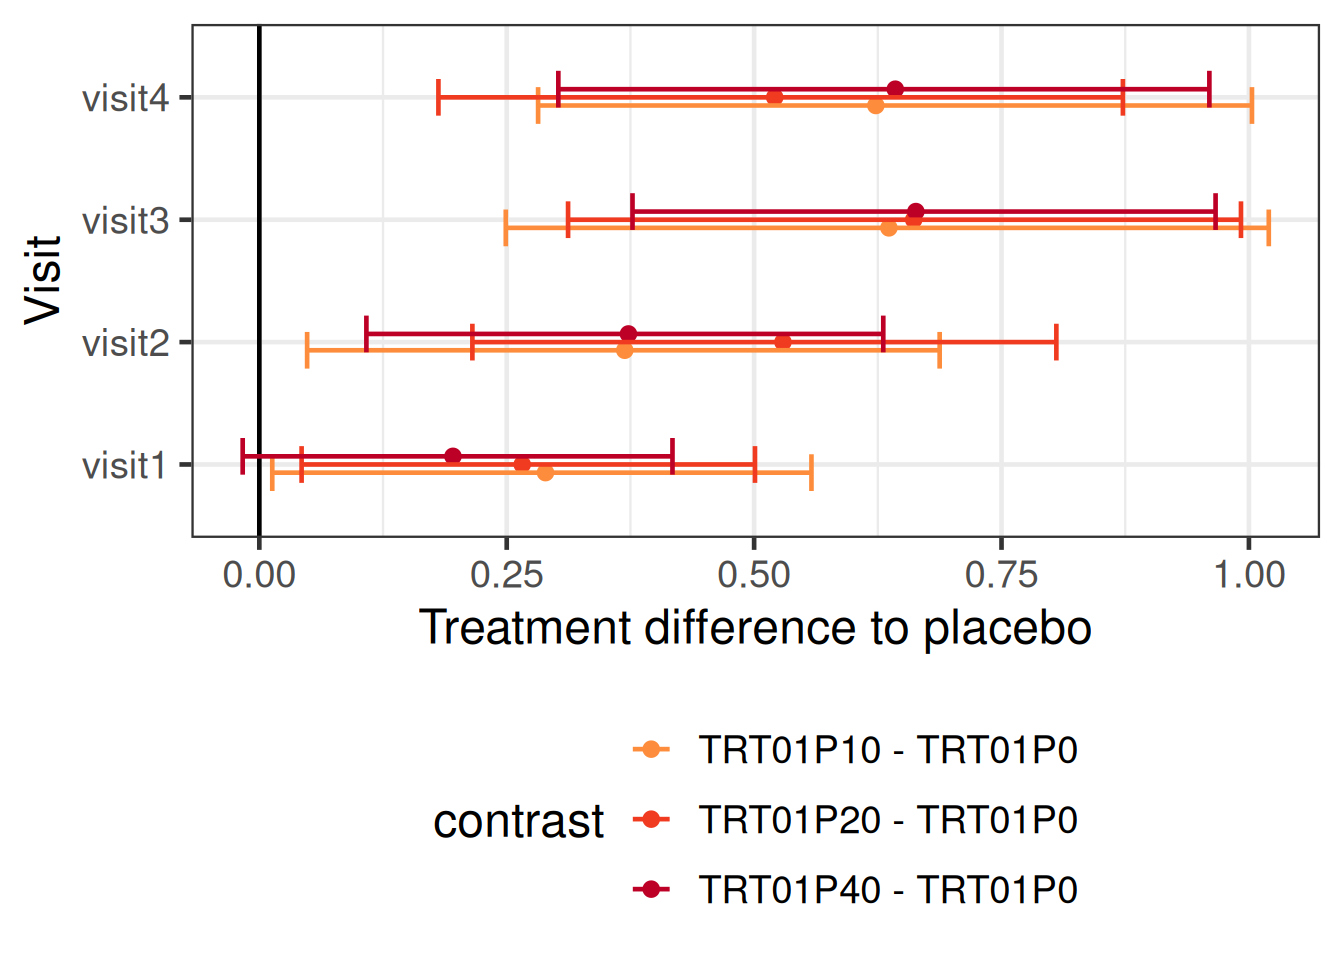 visit4
visit3
visit2
visit1
Visit
0.00 0.25 0.50 0.75 1.00
Treatment difference to placebo
contrast
TRT01P10 - TRT01P0
TRT01P20 - TRT01P0
TRT01P40 - TRT01P0